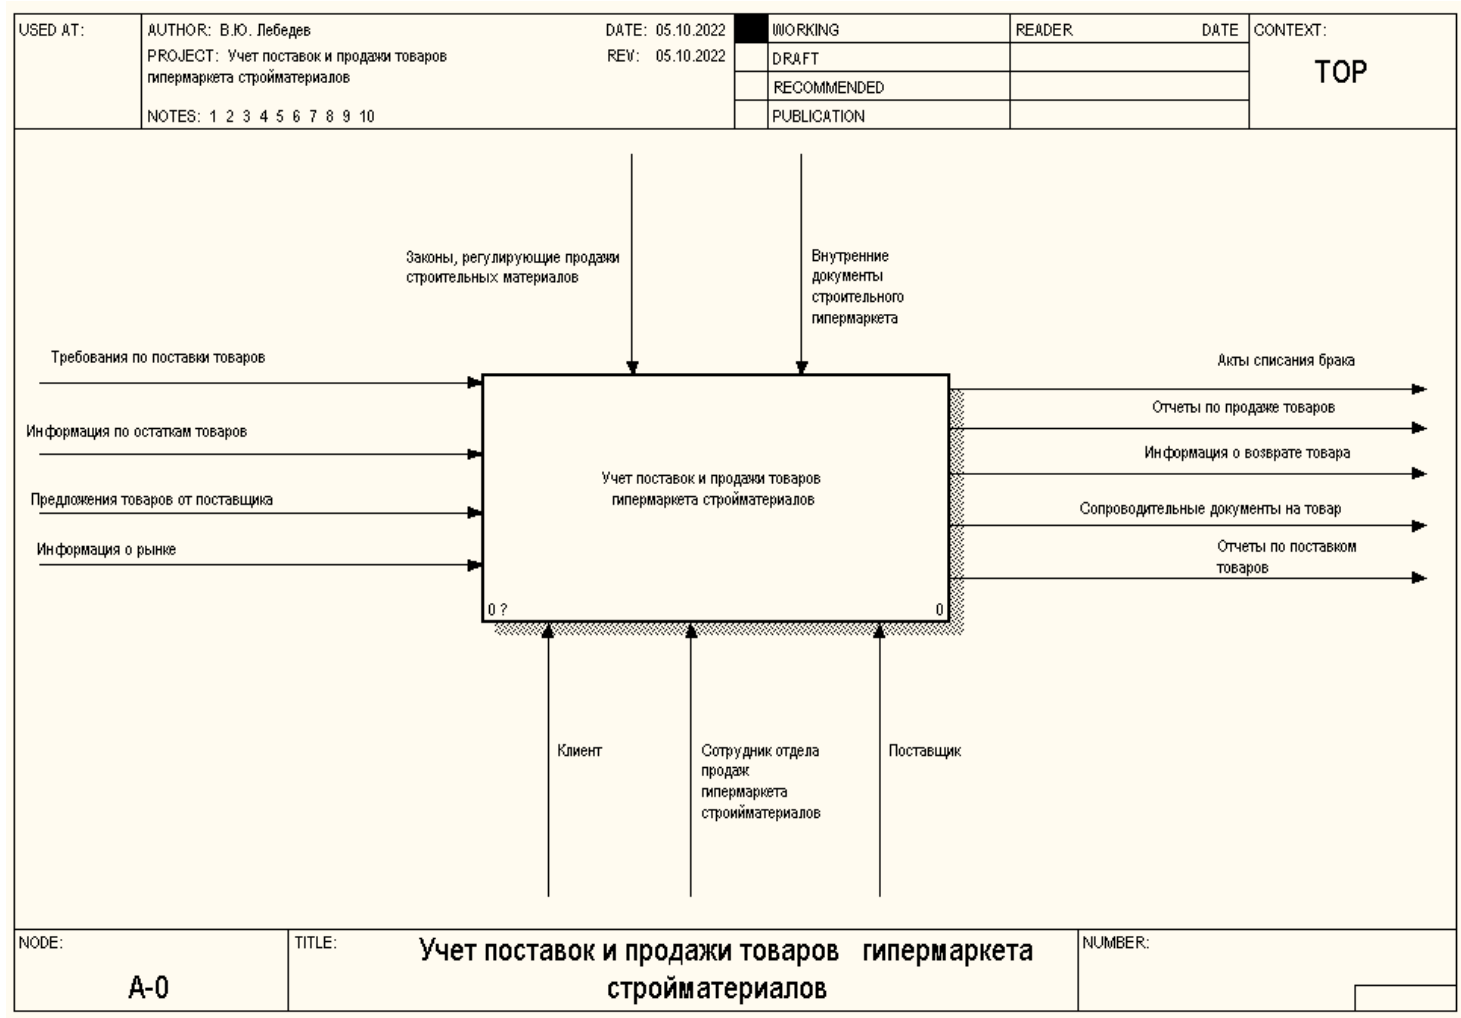 USED AT:
AUTHOR: В.Ю. Лебедев
DATE: 05.10.2022
PROJECT: Учет поставок и продажи товаров
гипермаркета стройматериалов
REV: 05.10.2022
NOTES: 1 2 3 4 5 6 7 8 9 10
WORKING
DRAFT
RECOMMENDED
PUBLICATION
READER DATE
CONTEXT:
TOP
Законы, регулирующие продажи
строительных материалов
Внутренние
документы
строительного
гипермаркета
Требования по поставки товаров
Информация по остаткам товаров
Предложения товаров от поставщика
Информация о рынке
Учет поставок и продажи товаров
гипермаркета стройматериалов
0 ?
0
Акты списания брака
Отчеты по продаже товаров
Информация о возврате товара
Сопроводительные документы на товар
Отчеты по поставком
товаров
Клиент
Сотрудник отдела
продаж
гипермаркета
строийматериалов
Поставщик
NODE:
A-0
TITLE:
Учет поставок и продажи товаров гипермаркета
стройматериалов
NUMBER: